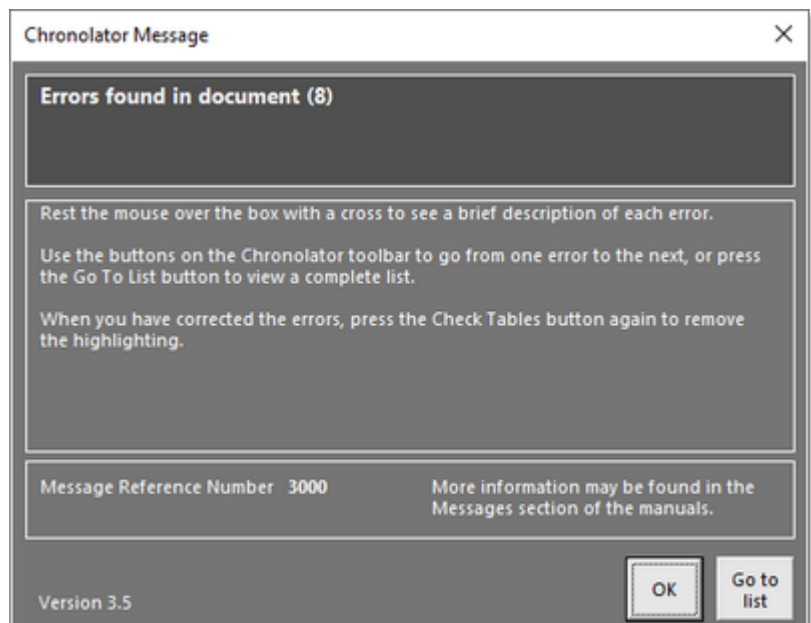 Chronolator Message
Errors found in document (8)
Rest the mouse over the box with a cross to see a brief description of each error.
Use the buttons on the Chronolator toolbar to go from one error to the next, or press
the Go To List button to view a complete list.
When you have corrected the errors, press the Check Tables button again to remove
the highlighting.
Message Reference Number 3000
More information may be found in the
Messages section of the manuals.
Version 3.5
OK
Go to
list